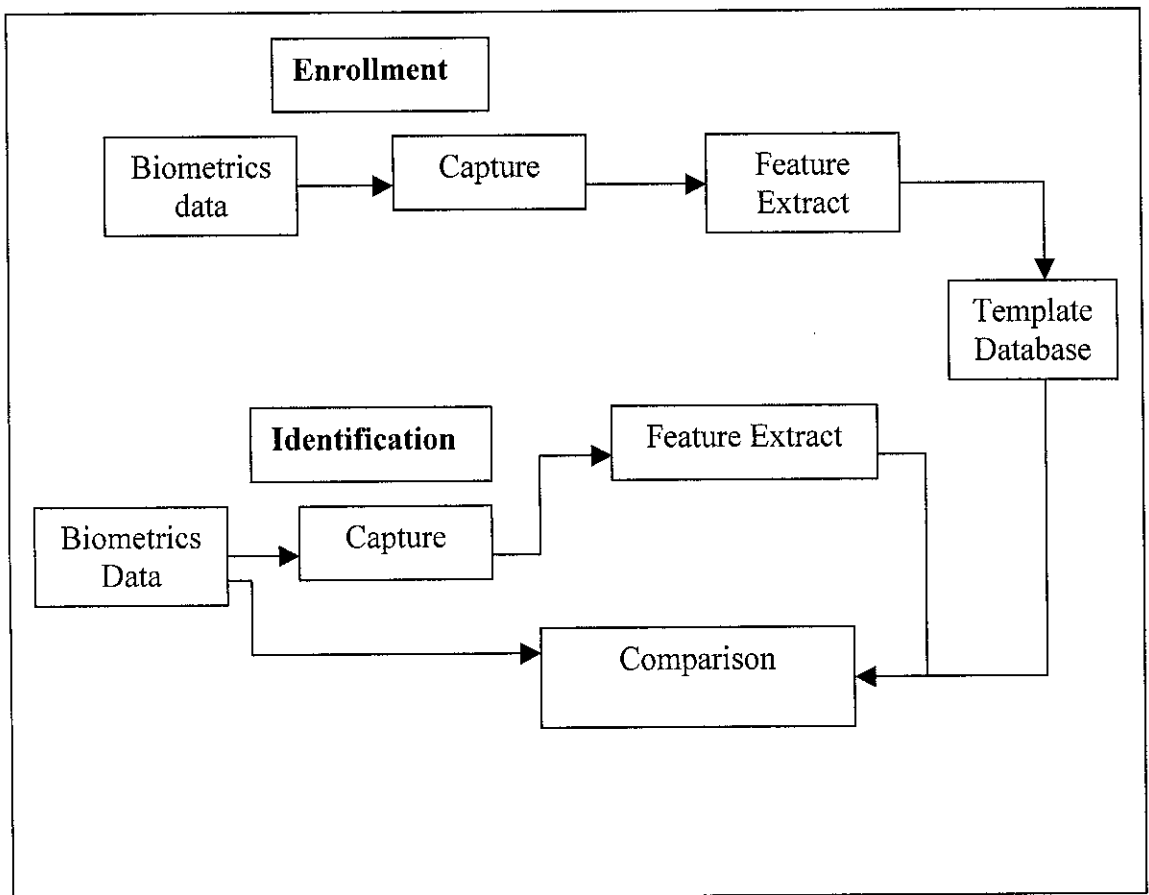 Enrollment
Biometrics
data
Capture
Feature
Extract
Template
Database
Identification
Feature Extract
Biometrics
Data
Capture
Comparison